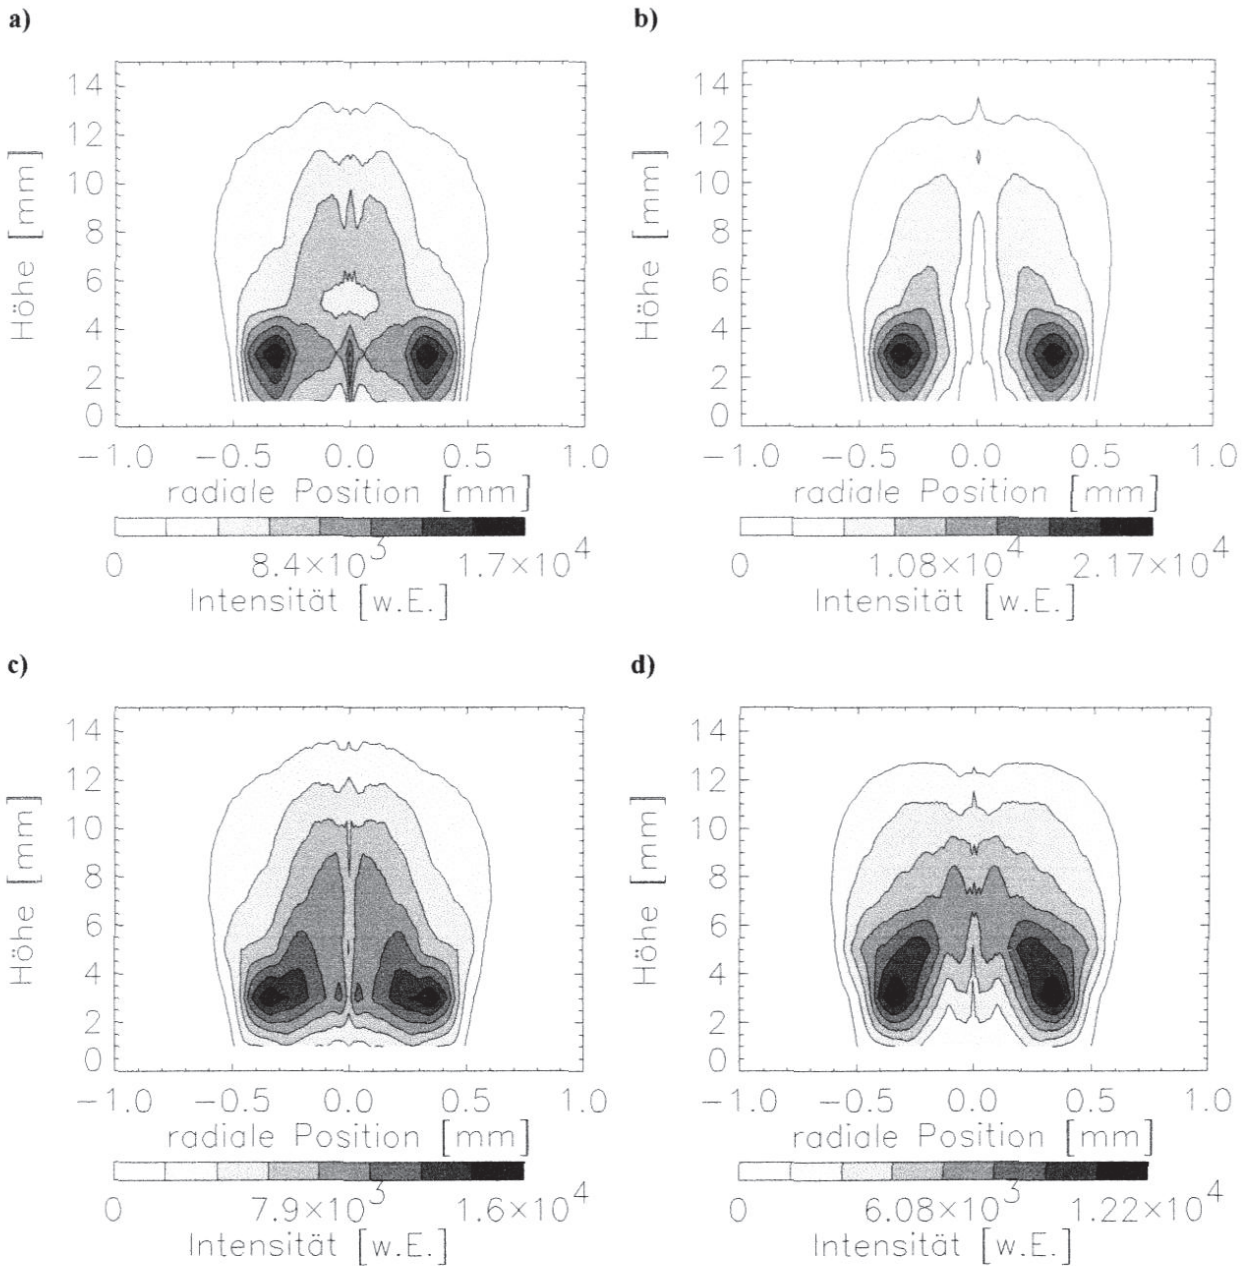 a)
14
12
10
8
6
4
2
0
Höhe [mm]
−1.0 −0.5 0.0 0.5 1.0
radiale Position [mm]
0 8.4×10³ 1.7×10⁴
Intensität [w.E.]
b)
14
12
10
8
6
4
2
0
Höhe [mm]
−1.0 −0.5 0.0 0.5 1.0
radiale Position [mm]
0 1.08×10⁴ 2.17×10⁴
Intensität [w.E.]
c)
14
12
10
8
6
4
2
0
Höhe [mm]
−1.0 −0.5 0.0 0.5 1.0
radiale Position [mm]
0 7.9×10³ 1.6×10⁴
Intensität [w.E.]
d)
14
12
10
8
6
4
2
0
Höhe [mm]
−1.0 −0.5 0.0 0.5 1.0
radiale Position [mm]
0 6.08×10³ 1.22×10⁴
Intensität [w.E.]